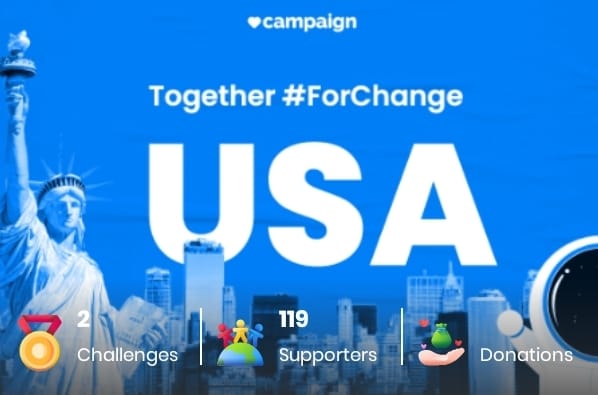 campaign
Together #ForChange
USA
2
Challenges
119
Supporters
Donations